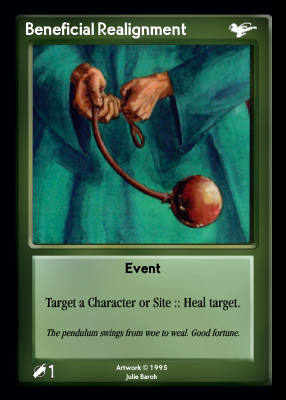 Beneficial Realignment
Event
Target a Character or Site :: Heal target.
The pendulum swings from woe to weal. Good fortune.
1
Artwork © 1995
Julie Baroh